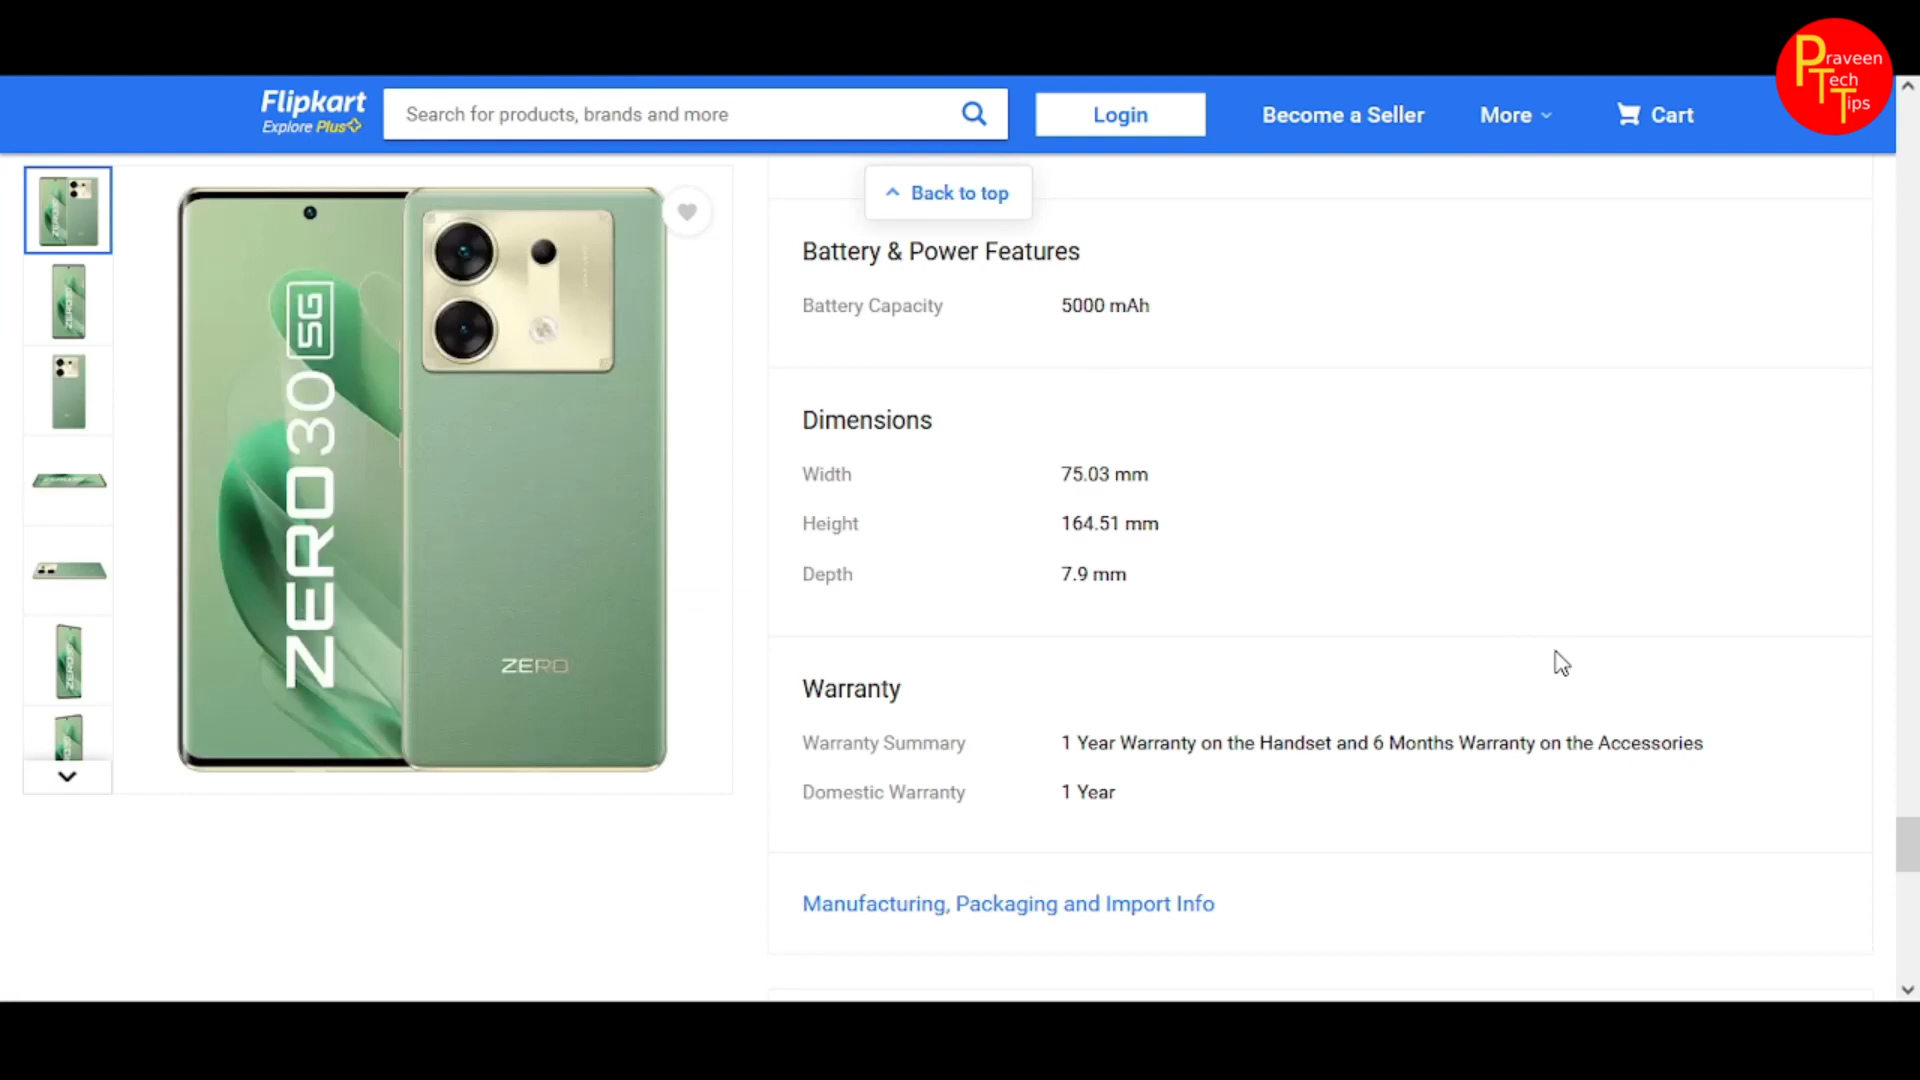 Praveen
Tech
Tips
Flipkart
Explore Plus
Search for products, brands and more
Login
Become a Seller
More
Cart
Back to top
ZERO 30 5G
ZERO
Battery & Power Features
Battery Capacity 5000 mAh
Dimensions
Width 75.03 mm
Height 164.51 mm
Depth 7.9 mm
Warranty
Warranty Summary 1 Year Warranty on the Handset and 6 Months Warranty on the Accessories
Domestic Warranty 1 Year
Manufacturing, Packaging and Import Info